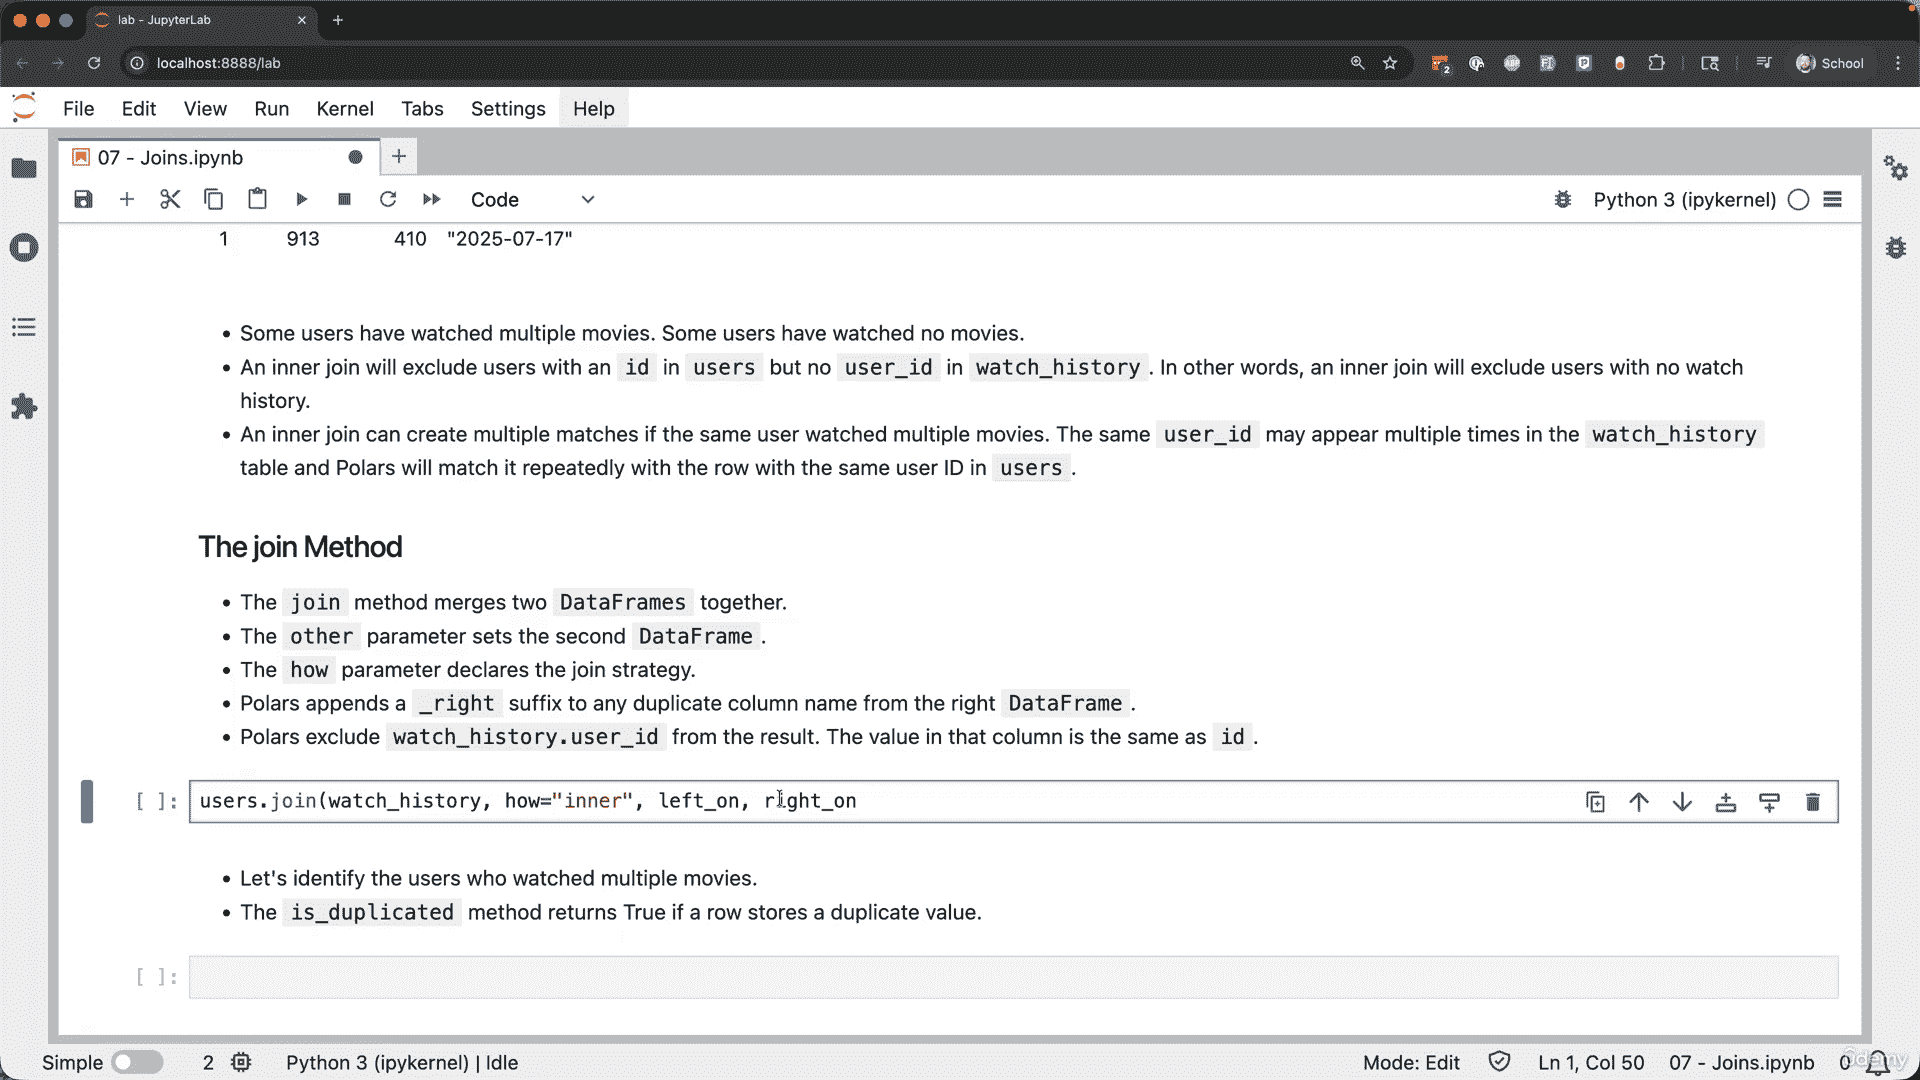 lab - JupyterLab
localhost:8888/lab
2
School
File Edit View Run Kernel Tabs Settings Help
07 - Joins.ipynb
Code
Python 3 (ipykernel)
1 913 410 "2025-07-17"
• Some users have watched multiple movies. Some users have watched no movies.
• An inner join will exclude users with an id in users but no user_id in watch_history . In other words, an inner join will exclude users with no watch
history.
• An inner join can create multiple matches if the same user watched multiple movies. The same user_id may appear multiple times in the watch_history
table and Polars will match it repeatedly with the row with the same user ID in users .
The join Method
• The join method merges two DataFrames together.
• The other parameter sets the second DataFrame .
• The how parameter declares the join strategy.
• Polars appends a _right suffix to any duplicate column name from the right DataFrame .
• Polars exclude watch_history.user_id from the result. The value in that column is the same as id .
[ ]: users.join(watch_history, how="inner", left_on, right_on
• Let's identify the users who watched multiple movies.
• The is_duplicated method returns True if a row stores a duplicate value.
[ ]:
Simple 2 Python 3 (ipykernel) | Idle Mode: Edit Ln 1, Col 50 07 - Joins.ipynb 0
Udemy